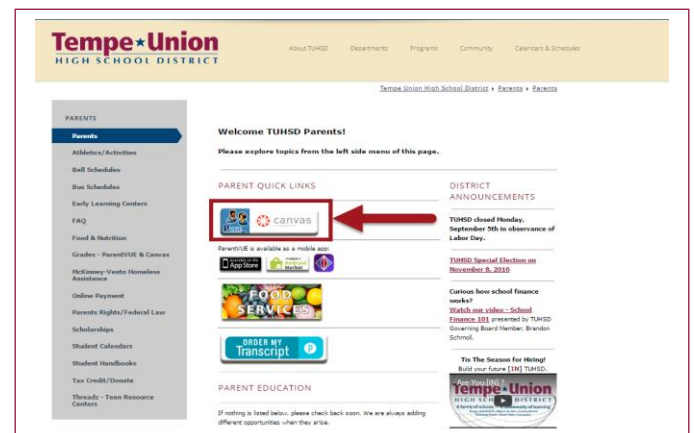 Tempe★Union
HIGH SCHOOL DISTRICT
About TUHSD Departments Programs Community Calendars & Schedules
Tempe Union High School District ▸ Parents ▸ Parents
PARENTS
Parents
Athletics/Activities
Bell Schedules
Bus Schedules
Early Learning Centers
FAQ
Food & Nutrition
Grades - ParentVUE & Canvas
McKinney-Vento Homeless
Assistance
Online Payment
Parents Rights/Federal Law
Scholarships
Student Calendars
Student Handbooks
Tax Credit/Donate
Threadz - Teen Resource
Centers
Welcome TUHSD Parents!
Please explore topics from the left side menu of this page.
PARENT QUICK LINKS
canvas
ParentVUE is available as a mobile app:
App Store
Market
FOOD
SERVICES
ORDER MY
Transcript
PARENT EDUCATION
If nothing is listed below, please check back soon. We are always adding
different opportunities when they arise.
DISTRICT
ANNOUNCEMENTS
TUHSD closed Monday,
September 5th in observance of
Labor Day.
TUHSD Special Election on
November 8, 2016
Curious how school finance
works?
Watch our video - School
Finance 101 presented by TUHSD
Governing Board Member, Brandon
Schmoll.
Tis The Season for Hiring!
Build your future [IN] TUHSD.
Are You [IN]?
Tempe Union
HIGH SCHOOL DISTRICT